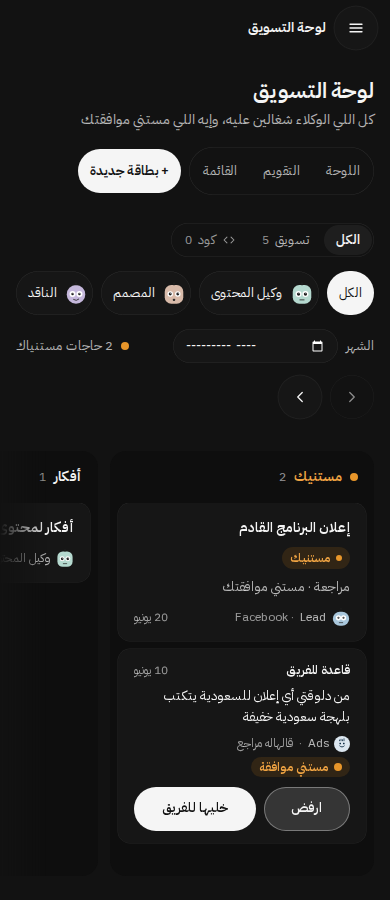 لوحة التسويق
لوحة التسويق
كل اللي الوكلاء شغالين عليه، وإيه اللي مستني موافقتك
اللوحة التقويم القائمة + بطاقة جديدة
الكل تسويق 5 كود 0
الكل وكيل المحتوى المصمم الناقد
الشهر --------- ---- 2 حاجات مستنياك
مستنيك 2
إعلان البرنامج القادم
مستنيك
مراجعة · مستني موافقتك
Lead · Facebook 20 يونيو
قاعدة للفريق 10 يونيو
من دلوقتي أي إعلان للسعودية يتكتب
بلهجة سعودية خفيفة
Ads · قالهاله مراجع
مستني موافقة
ارفض خليها للفريق
أفكار 1
أفكار لمحتوى
وكيل